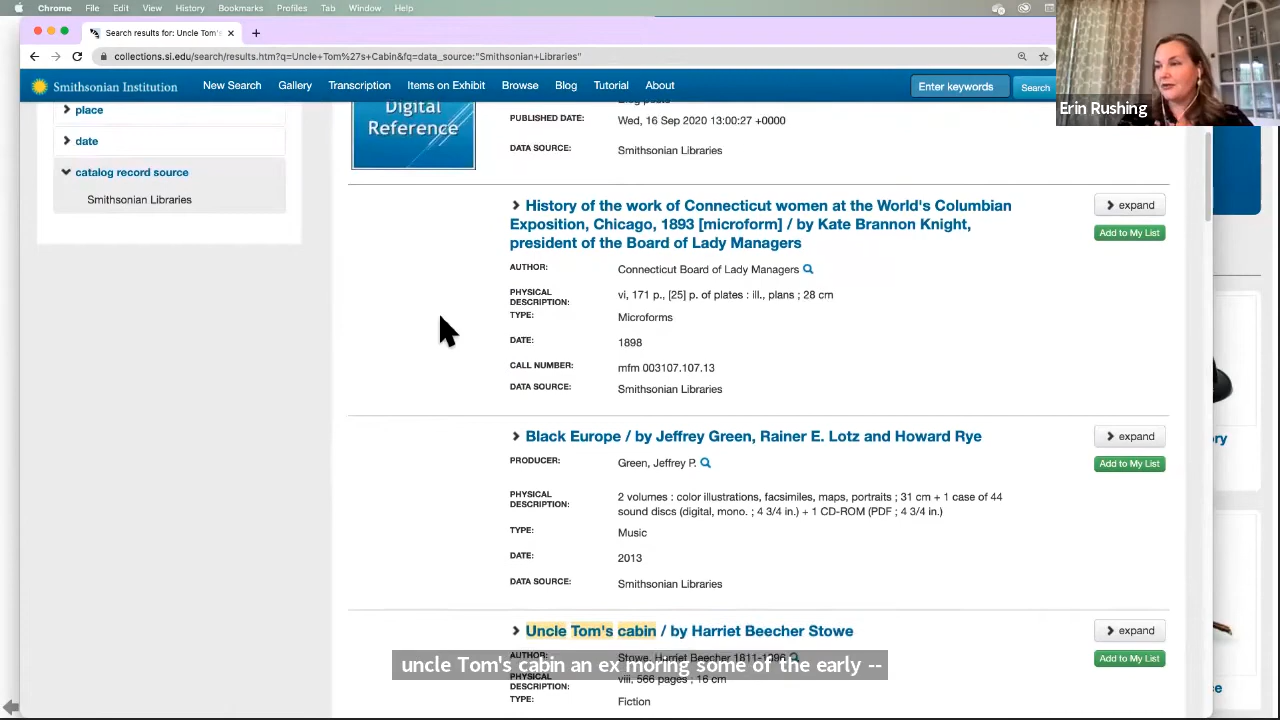 Chrome File Edit View History Bookmarks Profiles Tab Window Help
Search results for: Uncle Tom's
collections.si.edu/search/results.htm?q=Uncle+Tom%27s+Cabin&fq=data_source:"Smithsonian+Libraries"
Smithsonian Institution New Search Gallery Transcription Items on Exhibit Browse Blog Tutorial About Enter keywords Search
Erin Rushing
place
date
catalog record source
Smithsonian Libraries
Digital
Reference
PUBLISHED DATE: Wed, 16 Sep 2020 13:00:27 +0000
DATA SOURCE: Smithsonian Libraries
History of the work of Connecticut women at the World's Columbian
Exposition, Chicago, 1893 [microform] / by Kate Brannon Knight,
president of the Board of Lady Managers
expand
Add to My List
AUTHOR: Connecticut Board of Lady Managers
PHYSICAL
DESCRIPTION: vi, 171 p., [25] p. of plates : ill., plans ; 28 cm
TYPE: Microforms
DATE: 1898
CALL NUMBER: mfm 003107.107.13
DATA SOURCE: Smithsonian Libraries
Black Europe / by Jeffrey Green, Rainer E. Lotz and Howard Rye
expand
Add to My List
PRODUCER: Green, Jeffrey P.
PHYSICAL
DESCRIPTION: 2 volumes : color illustrations, facsimiles, maps, portraits ; 31 cm + 1 case of 44
sound discs (digital, mono. ; 4 3/4 in.) + 1 CD-ROM (PDF ; 4 3/4 in.)
TYPE: Music
DATE: 2013
DATA SOURCE: Smithsonian Libraries
Uncle Tom's cabin / by Harriet Beecher Stowe
expand
Add to My List
AUTHOR: Stowe, Harriet Beecher 1811-1896
uncle Tom's cabin an ex moring some of the early --
PHYSICAL
DESCRIPTION: viii, 566 pages ; 16 cm
TYPE: Fiction